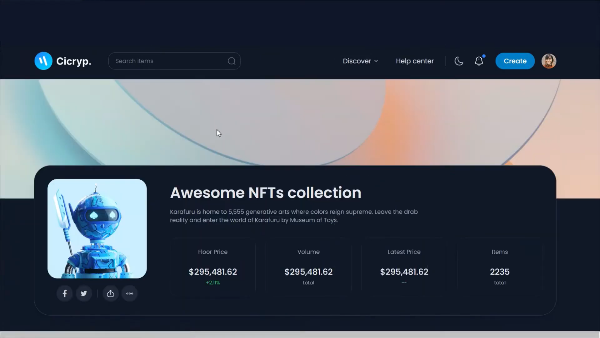 Cicryp.
Search items
Discover
Help center
Create
Awesome NFTs collection
Karafuru is home to 5,555 generative arts where colors reign supreme. Leave the drab
reality and enter the world of Karafuru by Museum of Toys.
Floor Price
Volume
Latest Price
Items
$295,481.62
$295,481.62
$295,481.62
2235
total
total